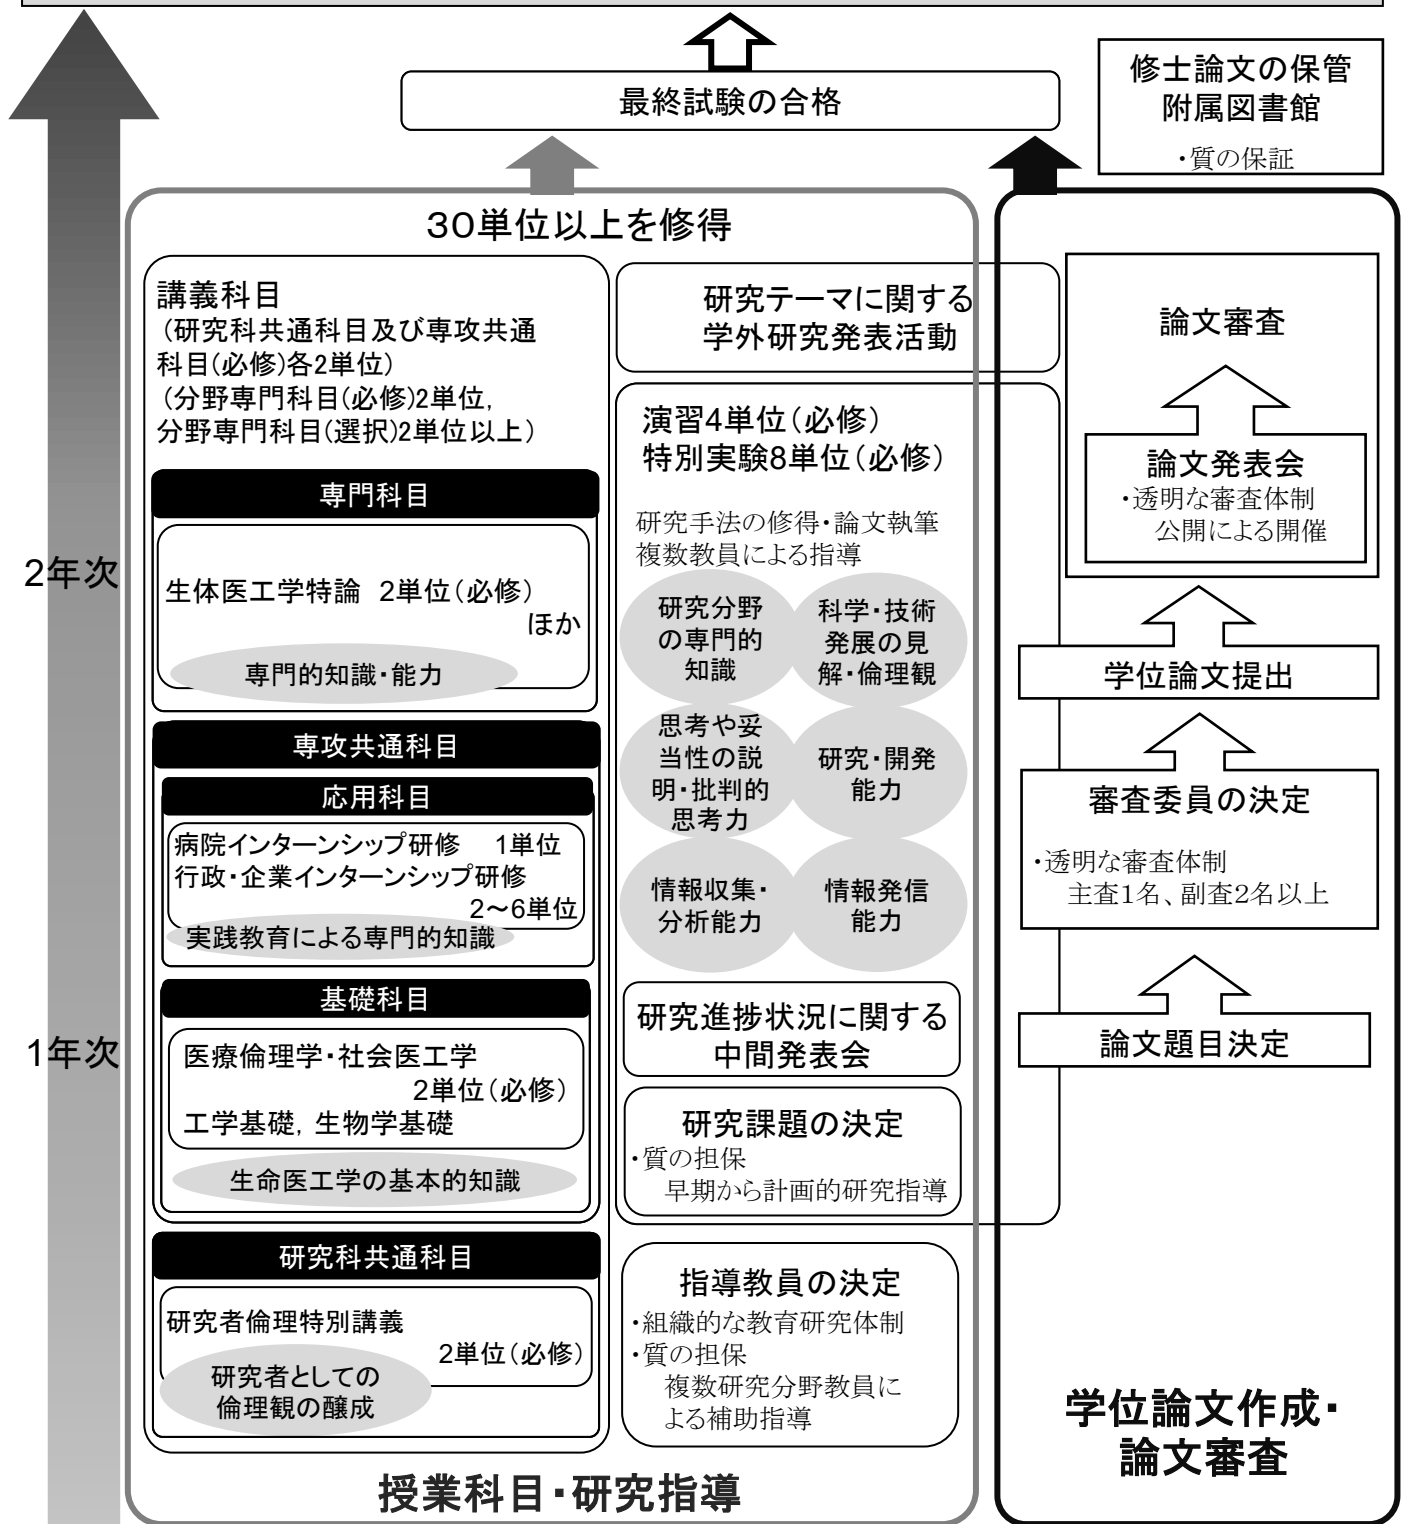 最終試験の合格
修士論文の保管
附属図書館
・質の保証
2年次
1年次
30単位以上を修得
講義科目
（研究科共通科目及び専攻共通
科目(必修)各2単位）
（分野専門科目(必修)2単位，
分野専門科目(選択)2単位以上）
専門科目
生体医工学特論 2単位（必修）
ほか
専門的知識・能力
専攻共通科目
応用科目
病院インターンシップ研修 1単位
行政・企業インターンシップ研修
2～6単位
実践教育による専門的知識
基礎科目
医療倫理学・社会医工学
2単位（必修）
工学基礎，生物学基礎
生命医工学の基本的知識
研究科共通科目
研究者倫理特別講義
2単位（必修）
研究者としての
倫理観の醸成
研究テーマに関する
学外研究発表活動
演習4単位（必修）
特別実験8単位（必修）
研究手法の修得・論文執筆
複数教員による指導
研究分野
の専門的
知識
科学・技術
発展の見
解・倫理観
思考や妥
当性の説
明・批判的
思考力
研究・開発
能力
情報収集・
分析能力
情報発信
能力
研究進捗状況に関する
中間発表会
研究課題の決定
・質の担保
早期から計画的研究指導
指導教員の決定
・組織的な教育研究体制
・質の担保
複数研究分野教員に
よる補助指導
授業科目・研究指導
論文審査
論文発表会
・透明な審査体制
公開による開催
学位論文提出
審査委員の決定
・透明な審査体制
主査1名、副査2名以上
論文題目決定
学位論文作成・
論文審査